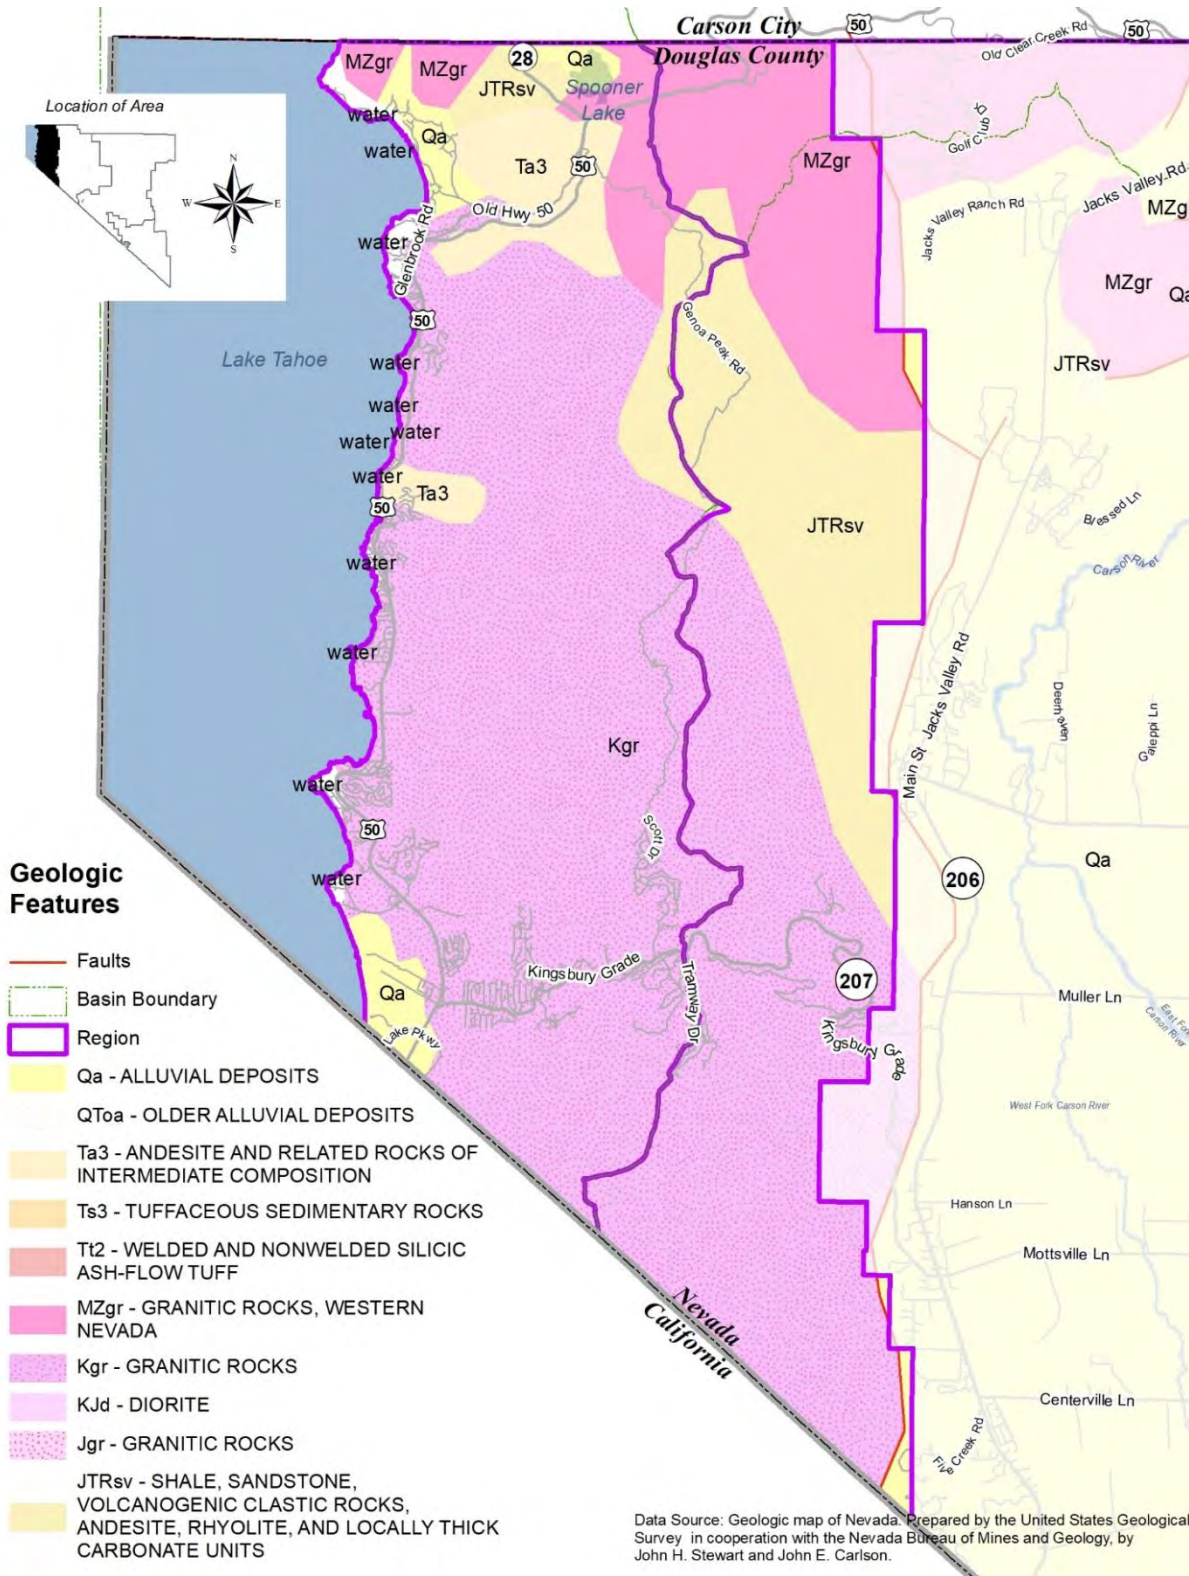 Carson City
50
50
Old Clear Creek Rd
Douglas County
28
Qa
MZgr
MZgr
JTRsv
Spooner
Lake
Location of Area
N
W
E
S
water
water
Qa
Golf Club Dr
Ta3
50
MZgr
Jacks Valley Rd
Jacks Valley Ranch Rd
MZg
Old Hwy 50
water
Glenbrook Rd
MZgr
Qa
50
Genoa Peak Rd
Lake Tahoe
water
JTRsv
water
water
water
water
Ta3
50
Blessed Ln
JTRsv
water
Carson River
water
Jacks Valley Rd
Main St
Deerhaven
Galeppi Ln
Kgr
water
50
Scott Dr
Qa
206
water
Kingsbury Grade
Tramway Dr
207
Qa
Muller Ln
Lake Pkwy
Kingsbury Grade
East Fork
Carson River
West Fork Carson River
Hanson Ln
Mottsville Ln
Nevada
California
Centerville Ln
Five Creek Rd
Geologic
Features
Faults
Basin Boundary
Region
Qa - ALLUVIAL DEPOSITS
QToa - OLDER ALLUVIAL DEPOSITS
Ta3 - ANDESITE AND RELATED ROCKS OF
INTERMEDIATE COMPOSITION
Ts3 - TUFFACEOUS SEDIMENTARY ROCKS
Tt2 - WELDED AND NONWELDED SILICIC
ASH-FLOW TUFF
MZgr - GRANITIC ROCKS, WESTERN
NEVADA
Kgr - GRANITIC ROCKS
KJd - DIORITE
Jgr - GRANITIC ROCKS
JTRsv - SHALE, SANDSTONE,
VOLCANOGENIC CLASTIC ROCKS,
ANDESITE, RHYOLITE, AND LOCALLY THICK
CARBONATE UNITS
Data Source: Geologic map of Nevada. Prepared by the United States Geological
Survey in cooperation with the Nevada Bureau of Mines and Geology, by
John H. Stewart and John E. Carlson.